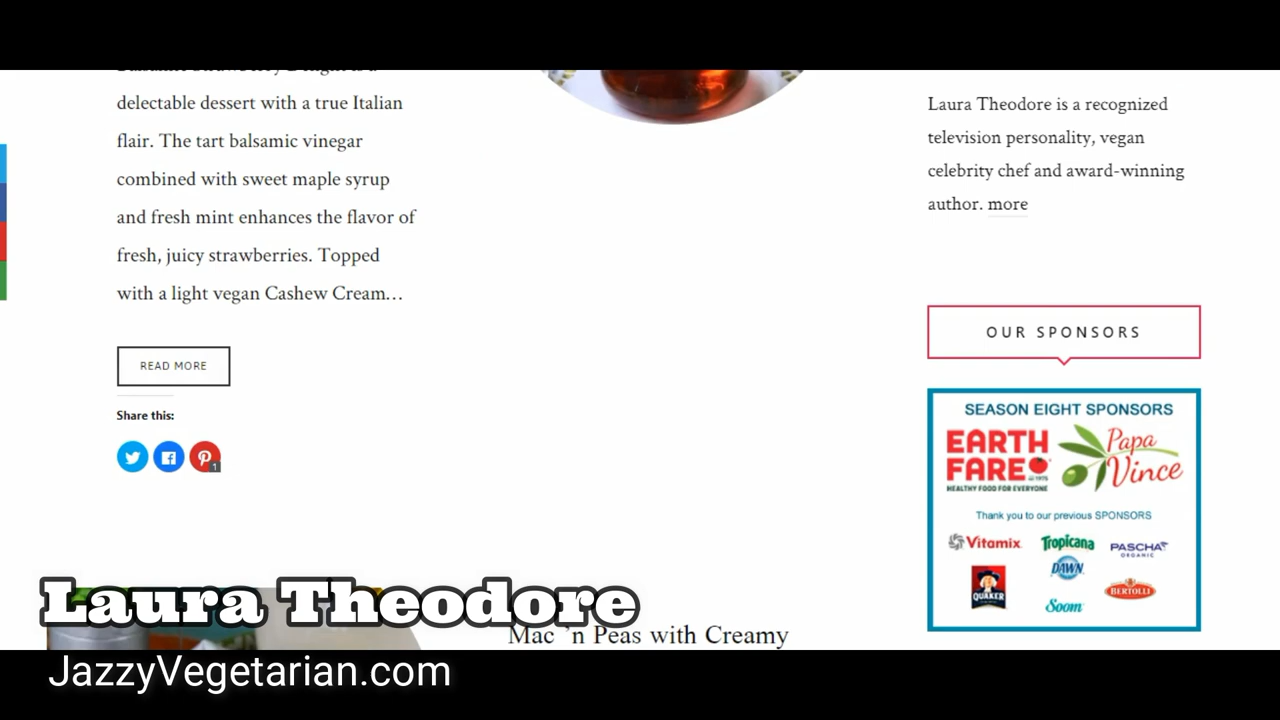 delectable dessert with a true Italian
flair. The tart balsamic vinegar
combined with sweet maple syrup
and fresh mint enhances the flavor of
fresh, juicy strawberries. Topped
with a light vegan Cashew Cream…
READ MORE
Share this:
1
Laura Theodore is a recognized
television personality, vegan
celebrity chef and award-winning
author. more
OUR SPONSORS
SEASON EIGHT SPONSORS
EARTH
FARE
HEALTHY FOOD FOR EVERYONE
Papa
Vince
Thank you to our previous SPONSORS
Vitamix
Tropicana
PASCHA
ORGANIC
DAWN
QUAKER
BERTOLLI
Soom
Mac 'n Peas with Creamy
Laura Theodore
JazzyVegetarian.com